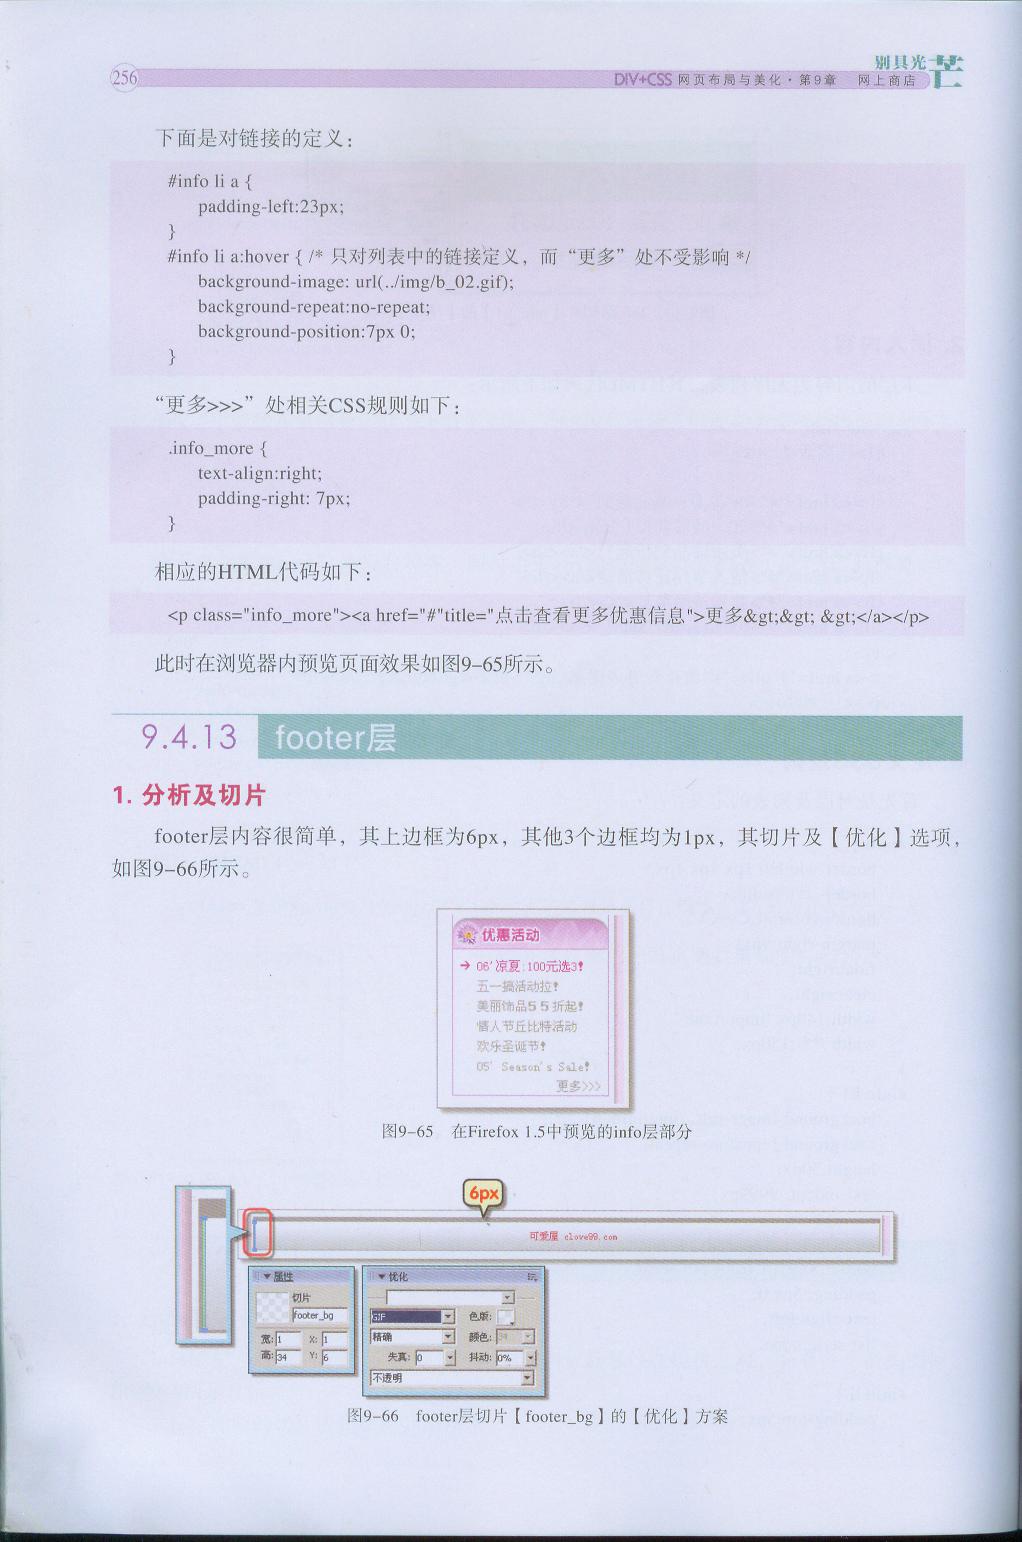 256
别具光芒
DIV+CSS 网页布局与美化·第9章 网上商店
下面是对链接的定义：
#info li a {
padding-left:23px;
}
#info li a:hover { /* 只对列表中的链接定义，而“更多”处不受影响 */
background-image: url(../img/b_02.gif);
background-repeat:no-repeat;
background-position:7px 0;
}
“更多>>>”处相关CSS规则如下：
.info_more {
text-align:right;
padding-right: 7px;
}
相应的HTML代码如下：
<p class="info_more"><a href="#"title="点击查看更多优惠信息">更多&gt;&gt; &gt;</a></p>
此时在浏览器内预览页面效果如图9-65所示。
9.4.13 footer层
1. 分析及切片
footer层内容很简单，其上边框为6px，其他3个边框均为1px，其切片及【优化】选项，
如图9-66所示。
优惠活动
06'凉夏:100元选3!
五一搞活动拉!
美丽饰品55折起!
情人节丘比特活动
欢乐圣诞节!
05' Season's Sale!
更多>>>
图9-65 在Firefox 1.5中预览的info层部分
6px
可爱屋 clove99.com
属性
切片
footer_bg
宽: 1 X: 1
高: 34 Y: 6
优化
GIF 色版:
精确 颜色: 34
失真: 0 抖动: 0%
不透明
图9-66 footer层切片【footer_bg】的【优化】方案